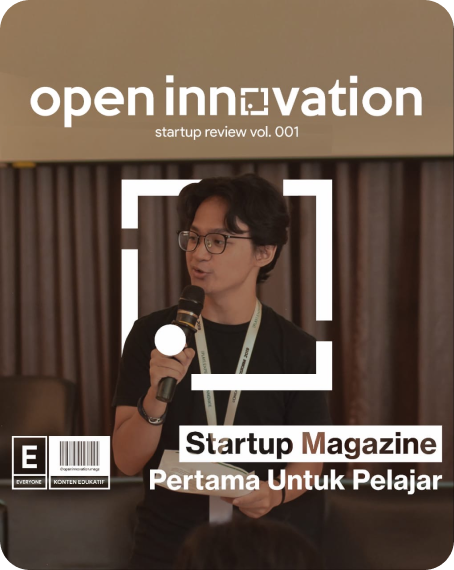 open innovation
startup review vol. 001
Startup Magazine
Pertama Untuk Pelajar
E
EVERYONE
KONTEN EDUKATIF